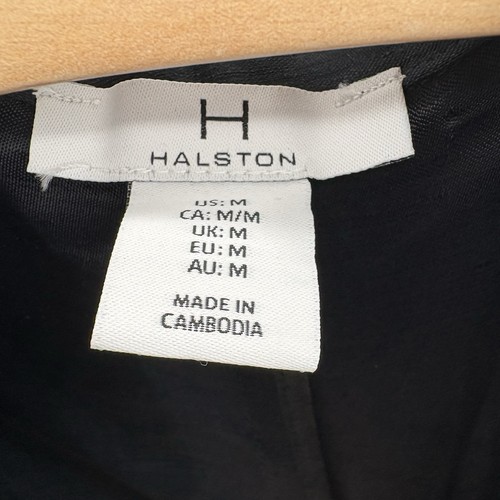 H
HALSTON
US: M
CA: M/M
UK: M
EU: M
AU: M
MADE IN
CAMBODIA